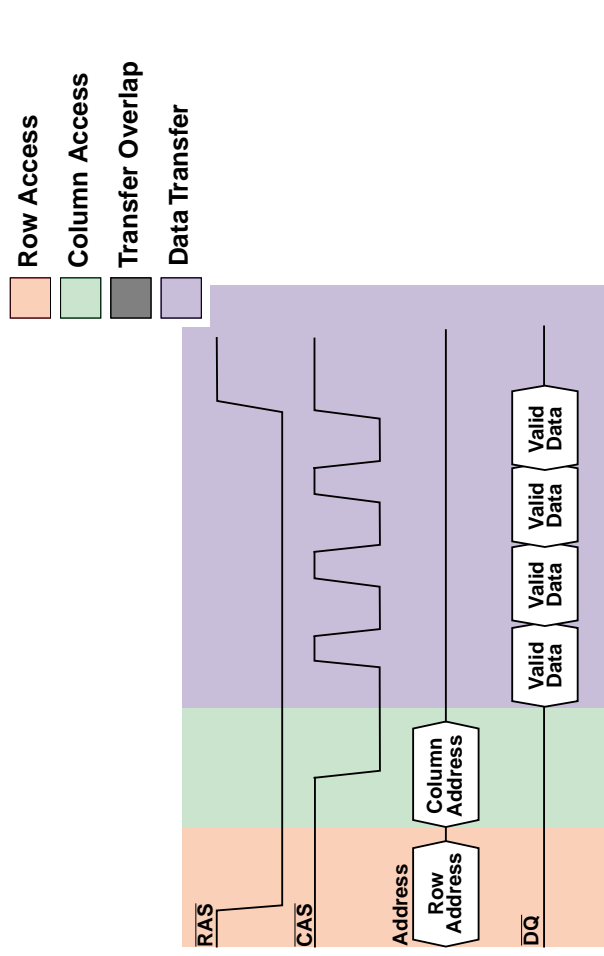 Row Access
Column Access
Transfer Overlap
Data Transfer
RAS
CAS
Address
Row
Address
Column
Address
DQ
Valid
Data
Valid
Data
Valid
Data
Valid
Data